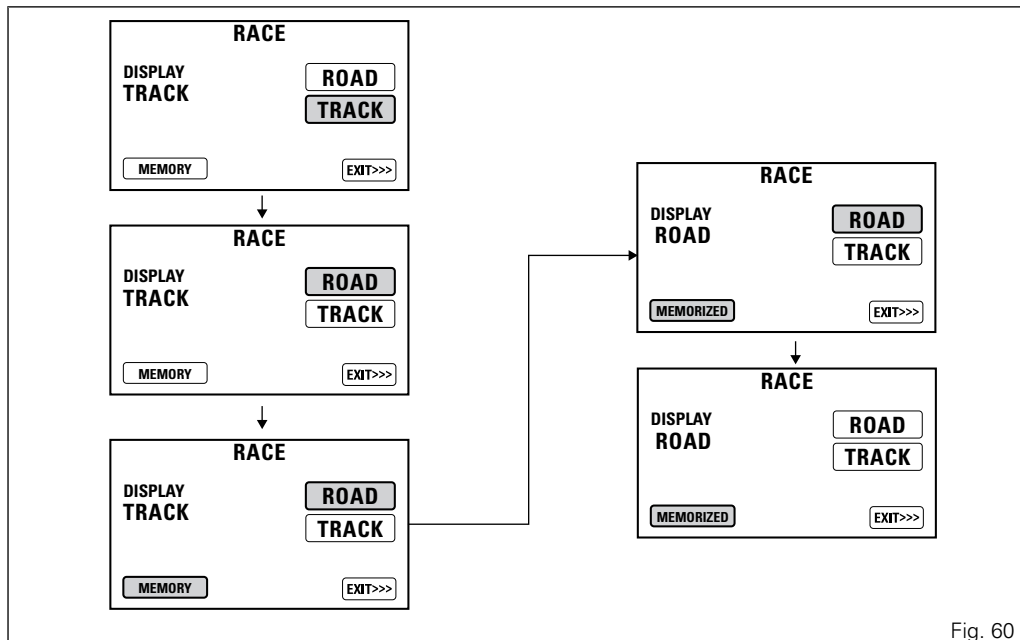 RACE
DISPLAY
TRACK
ROAD
TRACK
MEMORY
EXIT>>>
RACE
DISPLAY
TRACK
ROAD
TRACK
MEMORY
EXIT>>>
RACE
DISPLAY
TRACK
ROAD
TRACK
MEMORY
EXIT>>>
RACE
DISPLAY
ROAD
ROAD
TRACK
MEMORIZED
EXIT>>>
RACE
DISPLAY
ROAD
ROAD
TRACK
MEMORIZED
EXIT>>>
Fig. 60